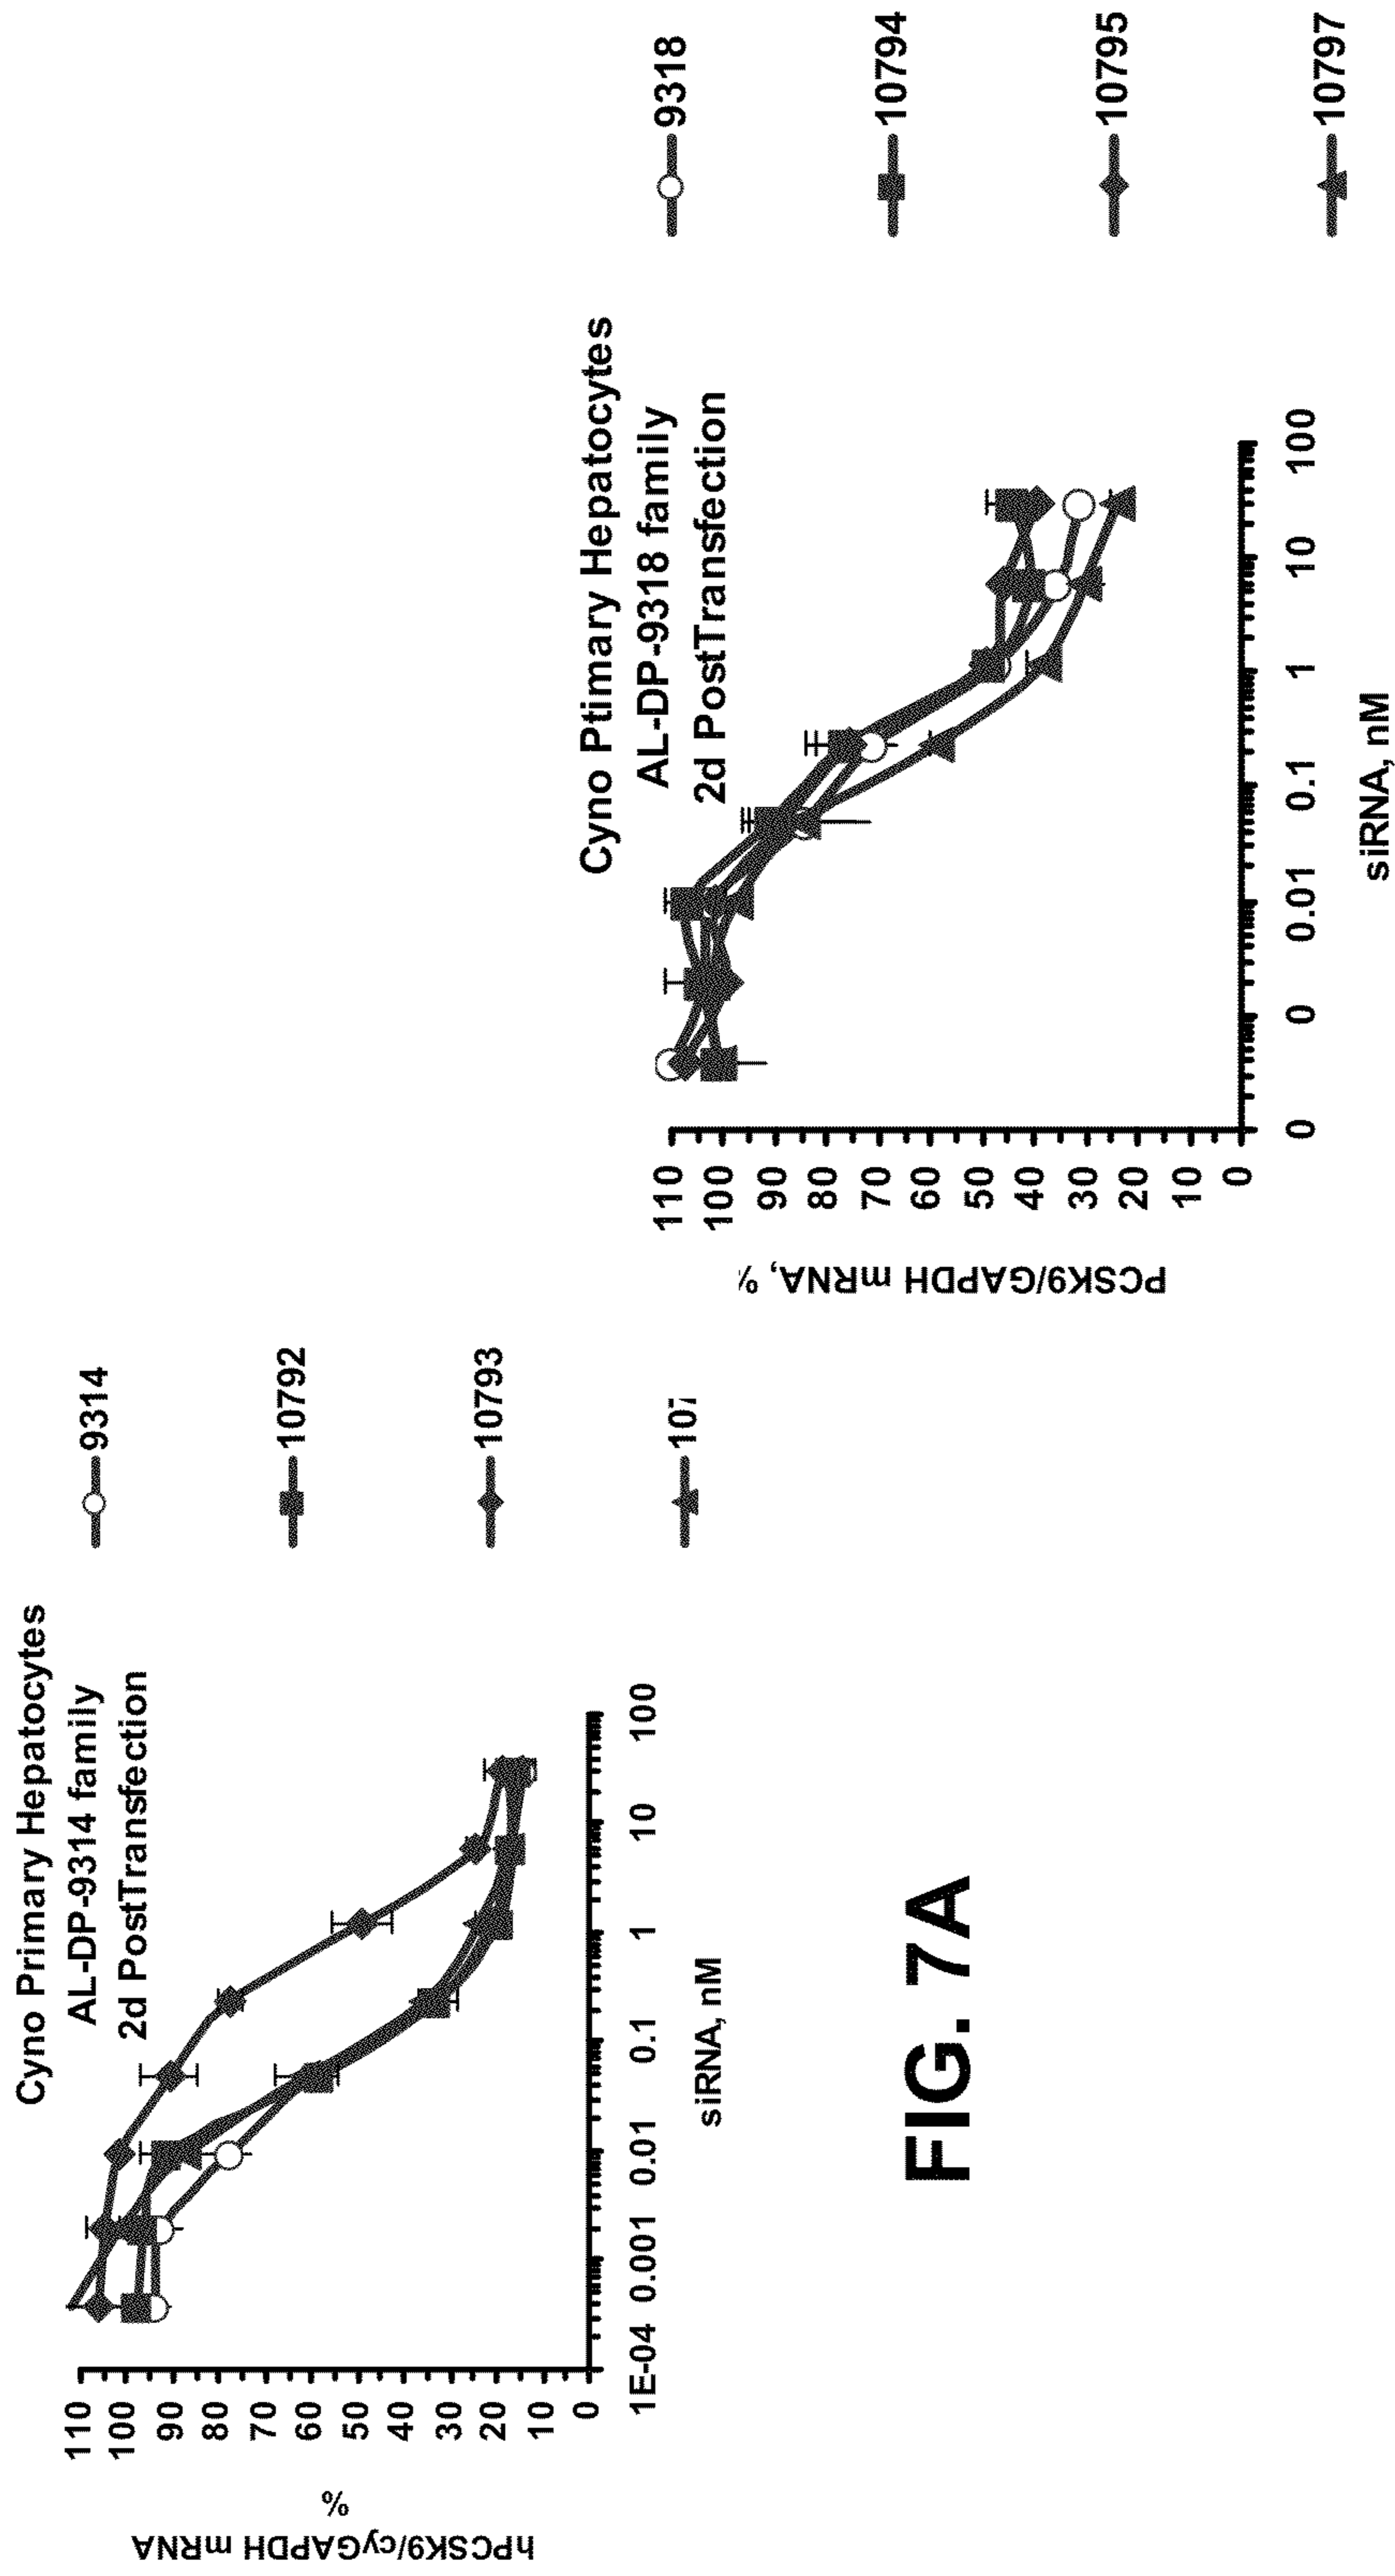 Cyno Primary Hepatocytes
AL-DP-9314 family
2d PostTransfection
hPCSK9/cyGAPDH mRNA
%
110
100
90
80
70
60
50
40
30
20
10
0
1E-04 0.001 0.01 0.1 1 10 100
siRNA, nM
9314
10792
10793
107
Cyno Ptimary Hepatocytes
AL-DP-9318 family
2d PostTransfection
PCSK9/GAPDH mRNA, %
110
100
90
80
70
60
50
40
30
20
10
0
0 0 0.01 0.1 1 10 100
siRNA, nM
9318
10794
10795
10797
FIG. 7A